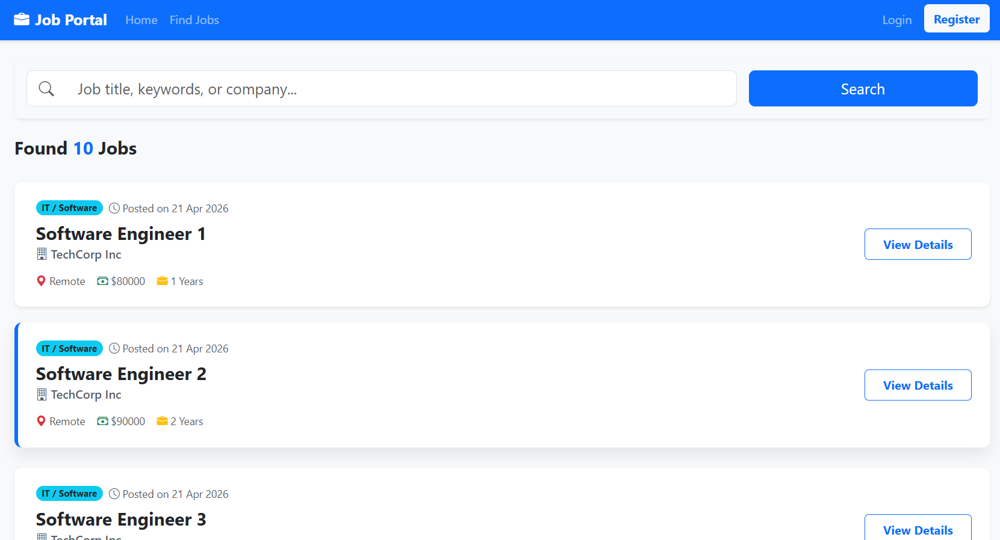 Job Portal Home Find Jobs Login Register
Job title, keywords, or company... Search
Found 10 Jobs
IT / Software Posted on 21 Apr 2026
Software Engineer 1
TechCorp Inc
View Details
Remote $80000 1 Years
IT / Software Posted on 21 Apr 2026
Software Engineer 2
TechCorp Inc
View Details
Remote $90000 2 Years
IT / Software Posted on 21 Apr 2026
Software Engineer 3
View Details
TechCorp Inc